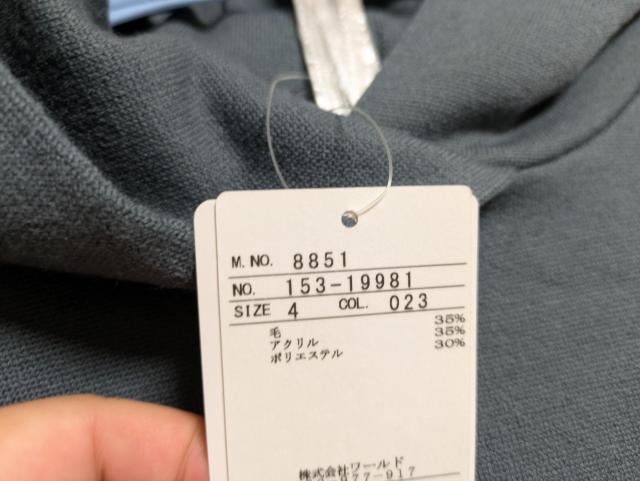 M. NO. 8851
NO. 153-19981
SIZE 4 COL. 023
毛 35%
アクリル 35%
ポリエステル 30%
株式会社ワールド